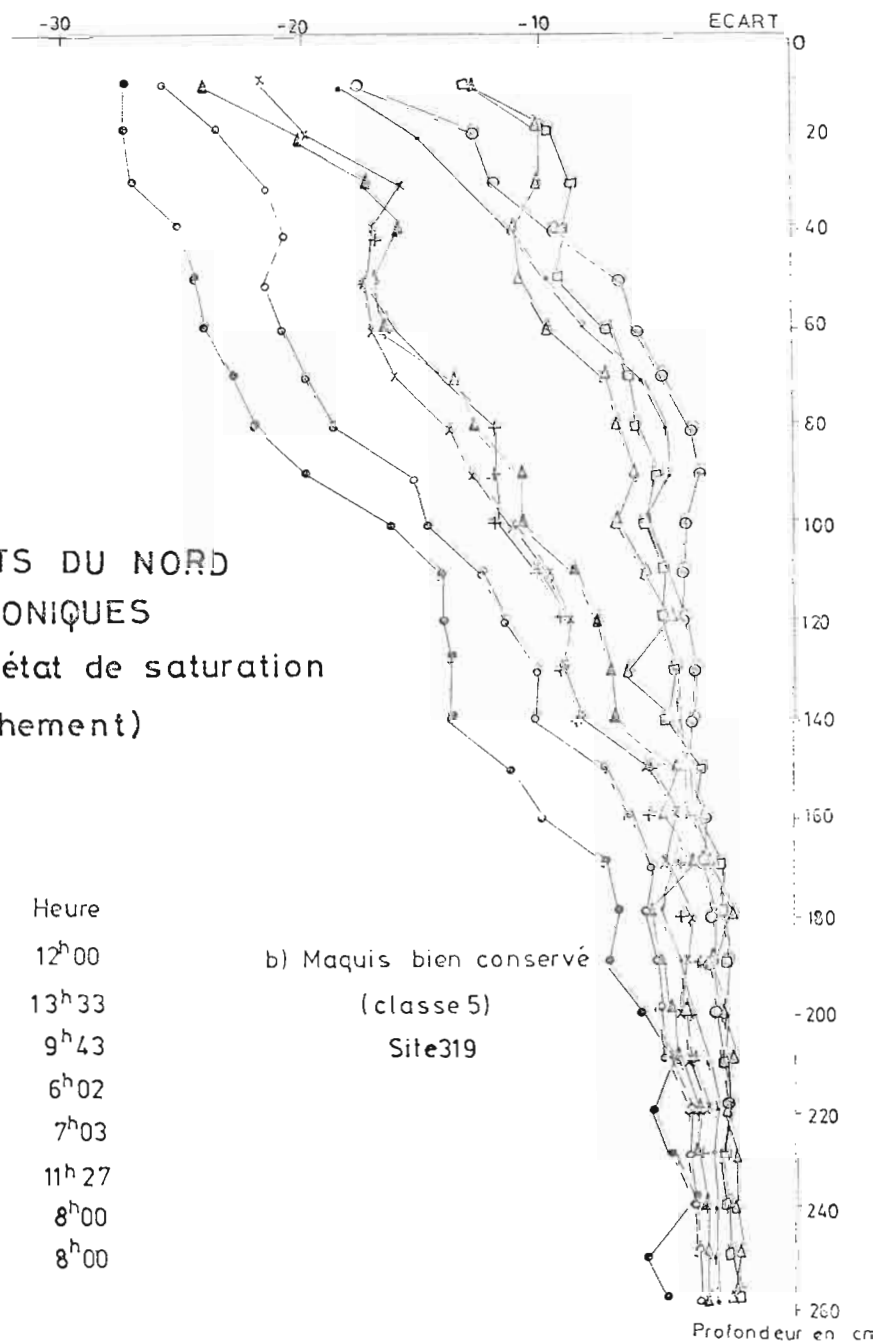 -30 -20 -10 ECART
0
20
40
60
80
100
120
140
160
180
200
220
240
260
Profondeur en cm
TS DU NORD
ONIQUES
état de saturation
hement)
Heure
12h00
13h33
9h43
6h02
7h03
11h27
8h00
8h00
b) Maquis bien conservé
(classe 5)
Site319